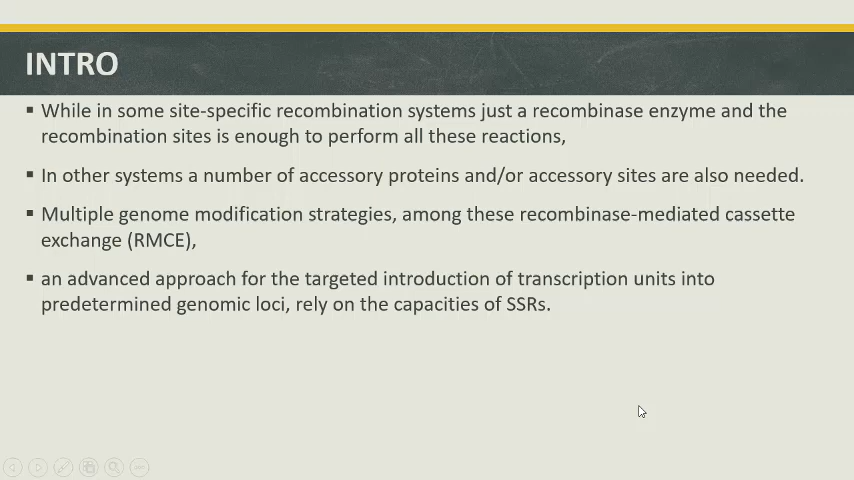 INTRO
▪ While in some site-specific recombination systems just a recombinase enzyme and the
recombination sites is enough to perform all these reactions,
▪ In other systems a number of accessory proteins and/or accessory sites are also needed.
▪ Multiple genome modification strategies, among these recombinase-mediated cassette
exchange (RMCE),
▪ an advanced approach for the targeted introduction of transcription units into
predetermined genomic loci, rely on the capacities of SSRs.